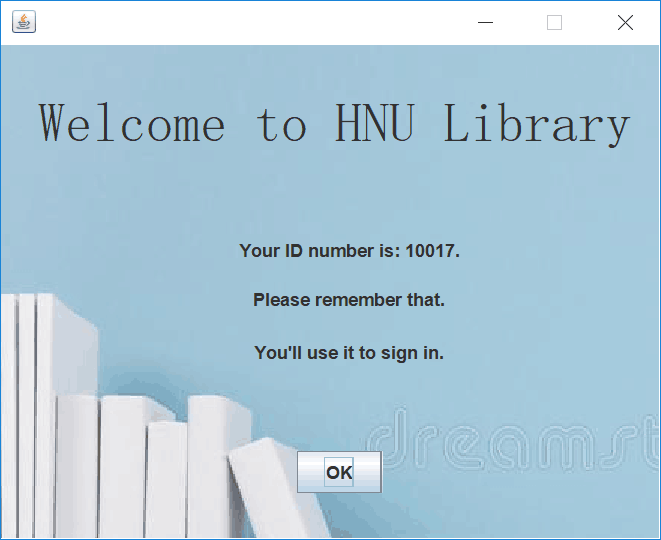 Welcome to HNU Library
Your ID number is: 10017.
Please remember that.
You'll use it to sign in.
dreamst
OK